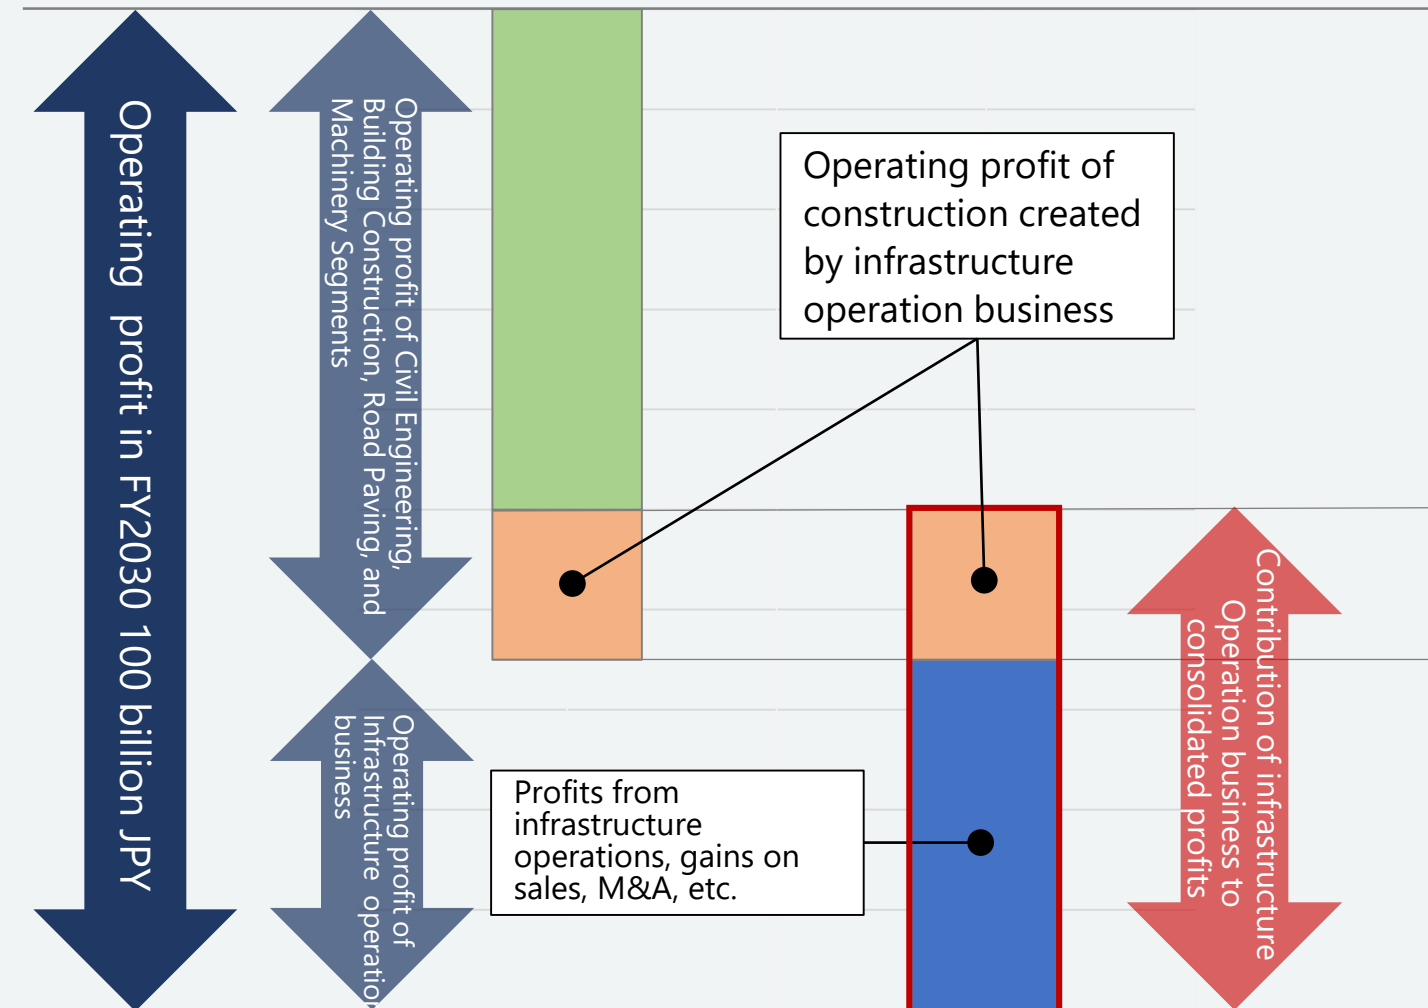 Operating profit in FY2030 100 billion JPY
Operating profit of Civil Engineering,
Building Construction, Road Paving, and
Machinery Segments
Operating profit of
construction created
by infrastructure
operation business
Operating profit of
Infrastructure operation
business
Profits from
infrastructure
operations, gains on
sales, M&A, etc.
Contribution of infrastructure
Operation business to
consolidated profits